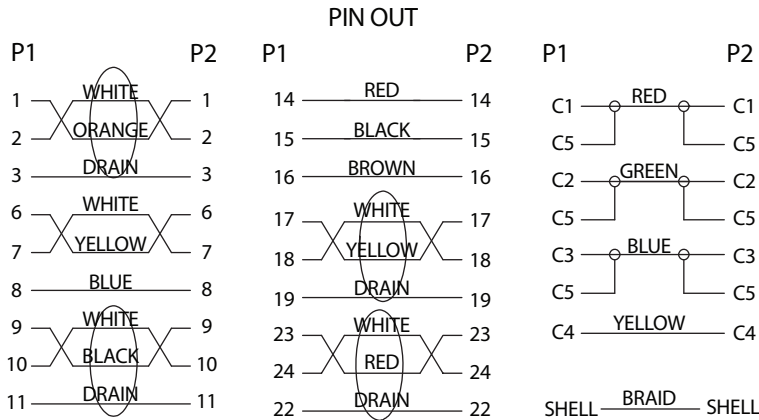 PIN OUT
P1 P2
1 WHITE 1
2 ORANGE 2
3 DRAIN 3
6 WHITE 6
7 YELLOW 7
8 BLUE 8
9 WHITE 9
10 BLACK 10
11 DRAIN 11
P1 P2
14 RED 14
15 BLACK 15
16 BROWN 16
17 WHITE 17
18 YELLOW 18
19 DRAIN 19
23 WHITE 23
24 RED 24
22 DRAIN 22
P1 P2
C1 RED C1
C5 C5
C2 GREEN C2
C5 C5
C3 BLUE C3
C5 C5
C4 YELLOW C4
SHELL BRAID SHELL